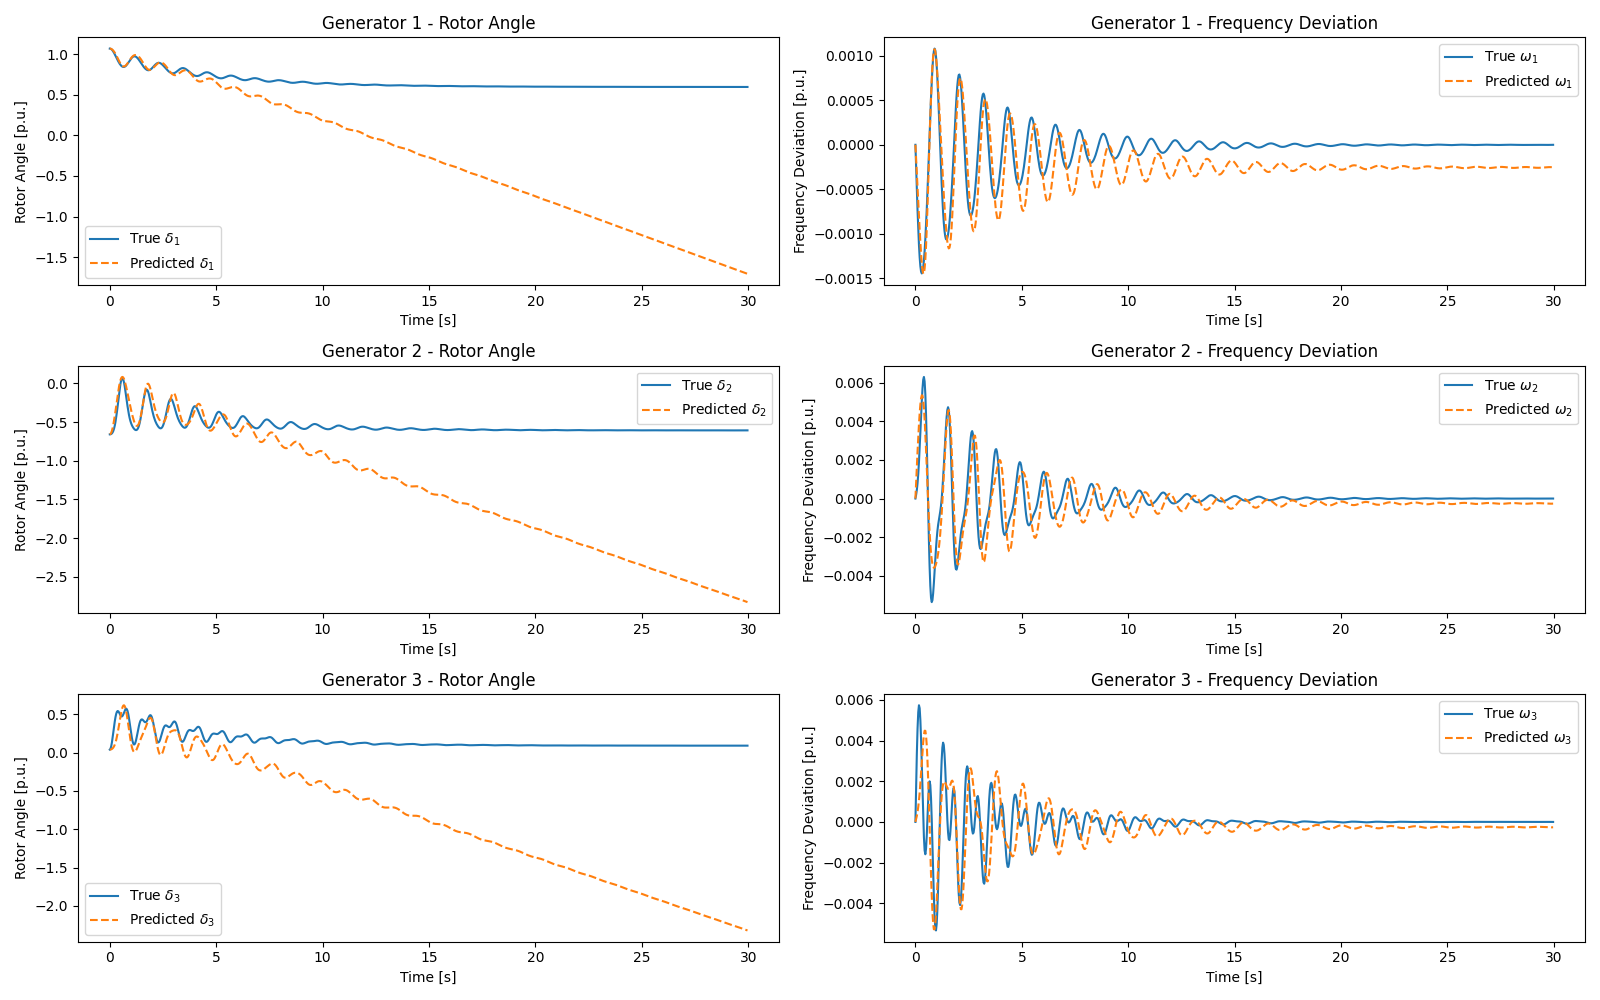 Generator 1 - Rotor Angle
Rotor Angle [p.u.]
1.0
0.5
0.0
−0.5
−1.0
−1.5
True δ₁
Predicted δ₁
0 5 10 15 20 25 30
Time [s]
Generator 1 - Frequency Deviation
Frequency Deviation [p.u.]
0.0010
0.0005
0.0000
−0.0005
−0.0010
−0.0015
True ω₁
Predicted ω₁
0 5 10 15 20 25 30
Time [s]
Generator 2 - Rotor Angle
Rotor Angle [p.u.]
0.0
−0.5
−1.0
−1.5
−2.0
−2.5
True δ₂
Predicted δ₂
0 5 10 15 20 25 30
Time [s]
Generator 2 - Frequency Deviation
Frequency Deviation [p.u.]
0.006
0.004
0.002
0.000
−0.002
−0.004
True ω₂
Predicted ω₂
0 5 10 15 20 25 30
Time [s]
Generator 3 - Rotor Angle
Rotor Angle [p.u.]
0.5
0.0
−0.5
−1.0
−1.5
−2.0
True δ₃
Predicted δ₃
0 5 10 15 20 25 30
Time [s]
Generator 3 - Frequency Deviation
Frequency Deviation [p.u.]
0.006
0.004
0.002
0.000
−0.002
−0.004
True ω₃
Predicted ω₃
0 5 10 15 20 25 30
Time [s]